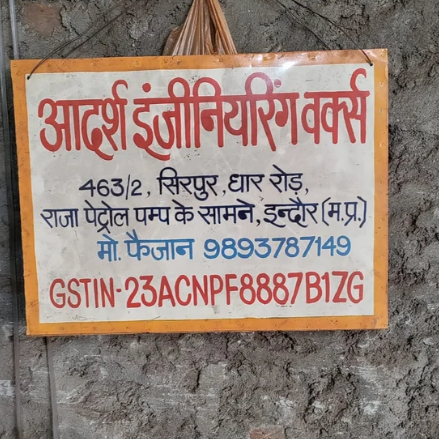 आदर्श इंजीनियरिंग वर्क्स
463/2, सिरपुर, धार रोड़,
राजा पेट्रोल पम्प के सामने, इन्दौर (म.प्र.)
मो. फैजान 9893787149
GSTIN-23ACNPF8887B1ZG